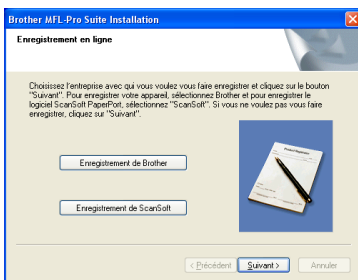 Brother MFL-Pro Suite Installation
Enregistrement en ligne
Choisissez l'entreprise avec qui vous voulez vous faire enregistrer et cliquez sur le bouton
"Suivant". Pour enregistrer votre appareil, sélectionnez Brother et pour enregistrer le
logiciel ScanSoft PaperPort, sélectionnez "ScanSoft". Si vous ne voulez pas vous faire
enregistrer, cliquez sur "Suivant".
Product Registration
Enregistrement de Brother
Enregistrement de ScanSoft
< Précédent
Suivant >
Annuler